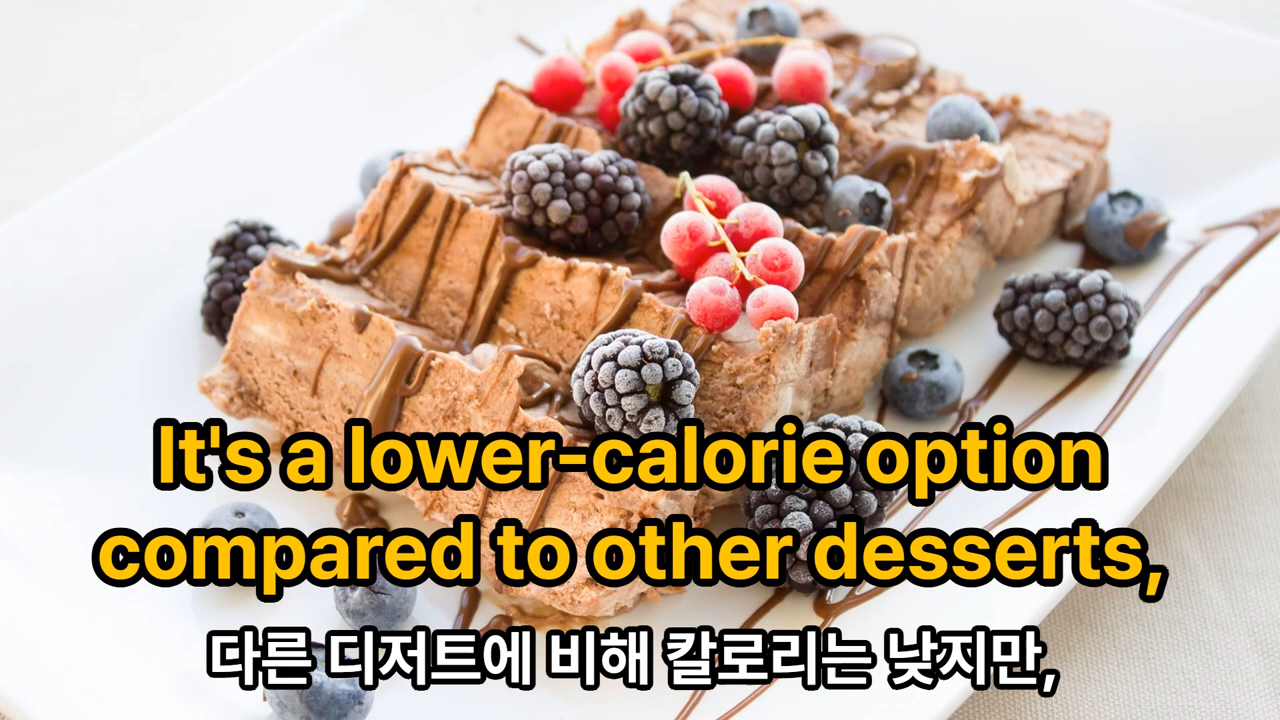 It's a lower-calorie option
compared to other desserts,
다른 디저트에 비해 칼로리는 낮지만,